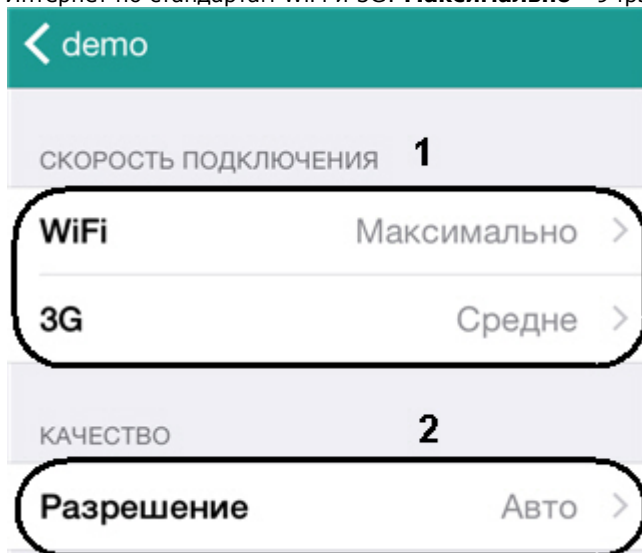 demo
СКОРОСТЬ ПОДКЛЮЧЕНИЯ 1
WiFi Максимально
3G Средне
КАЧЕСТВО 2
Разрешение Авто